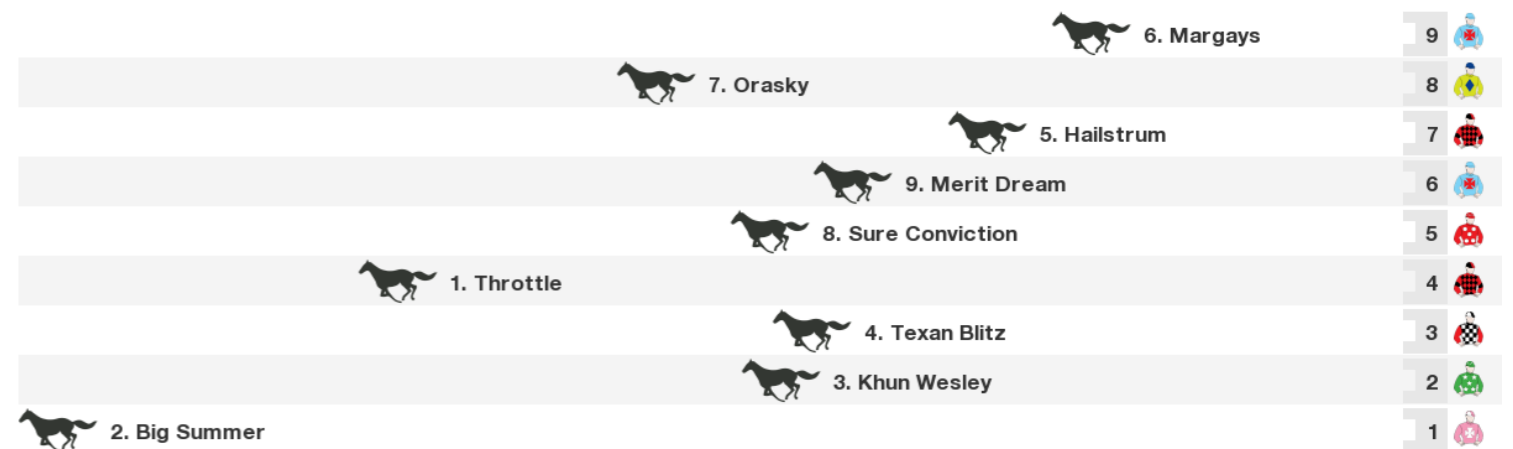 6. Margays 9
7. Orasky 8
5. Hailstrum 7
9. Merit Dream 6
8. Sure Conviction 5
1. Throttle 4
4. Texan Blitz 3
3. Khun Wesley 2
2. Big Summer 1